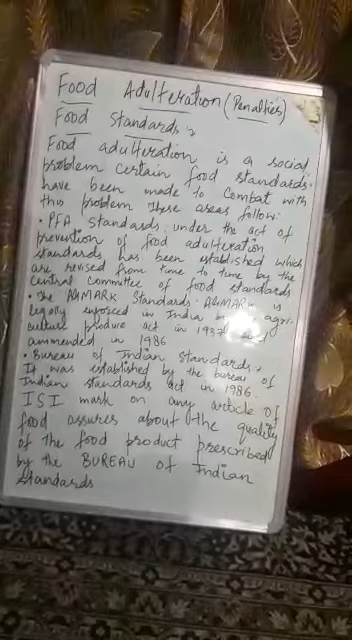 Food Adulteration (Penalties)
Food Standards:
Food adulteration is a social
problem certain food standards.
have been made to combat with
this problem These areas follow:
• PFA Standards: under the act of
prevention of food adulteration
standards has been established which
are revised from time to time by the
central committee of food standards
• The AGMARK Standards: AGMARK is
legally enforced in India agri-
culture produce act in 1937
ammended in 1986
• Bureau of Indian Standards:
It was established by the bureau of
Indian standards act in 1986.
ISI mark on any article of
food assures about the quality
of the food product prescribed
by the BUREAU of Indian
Standards